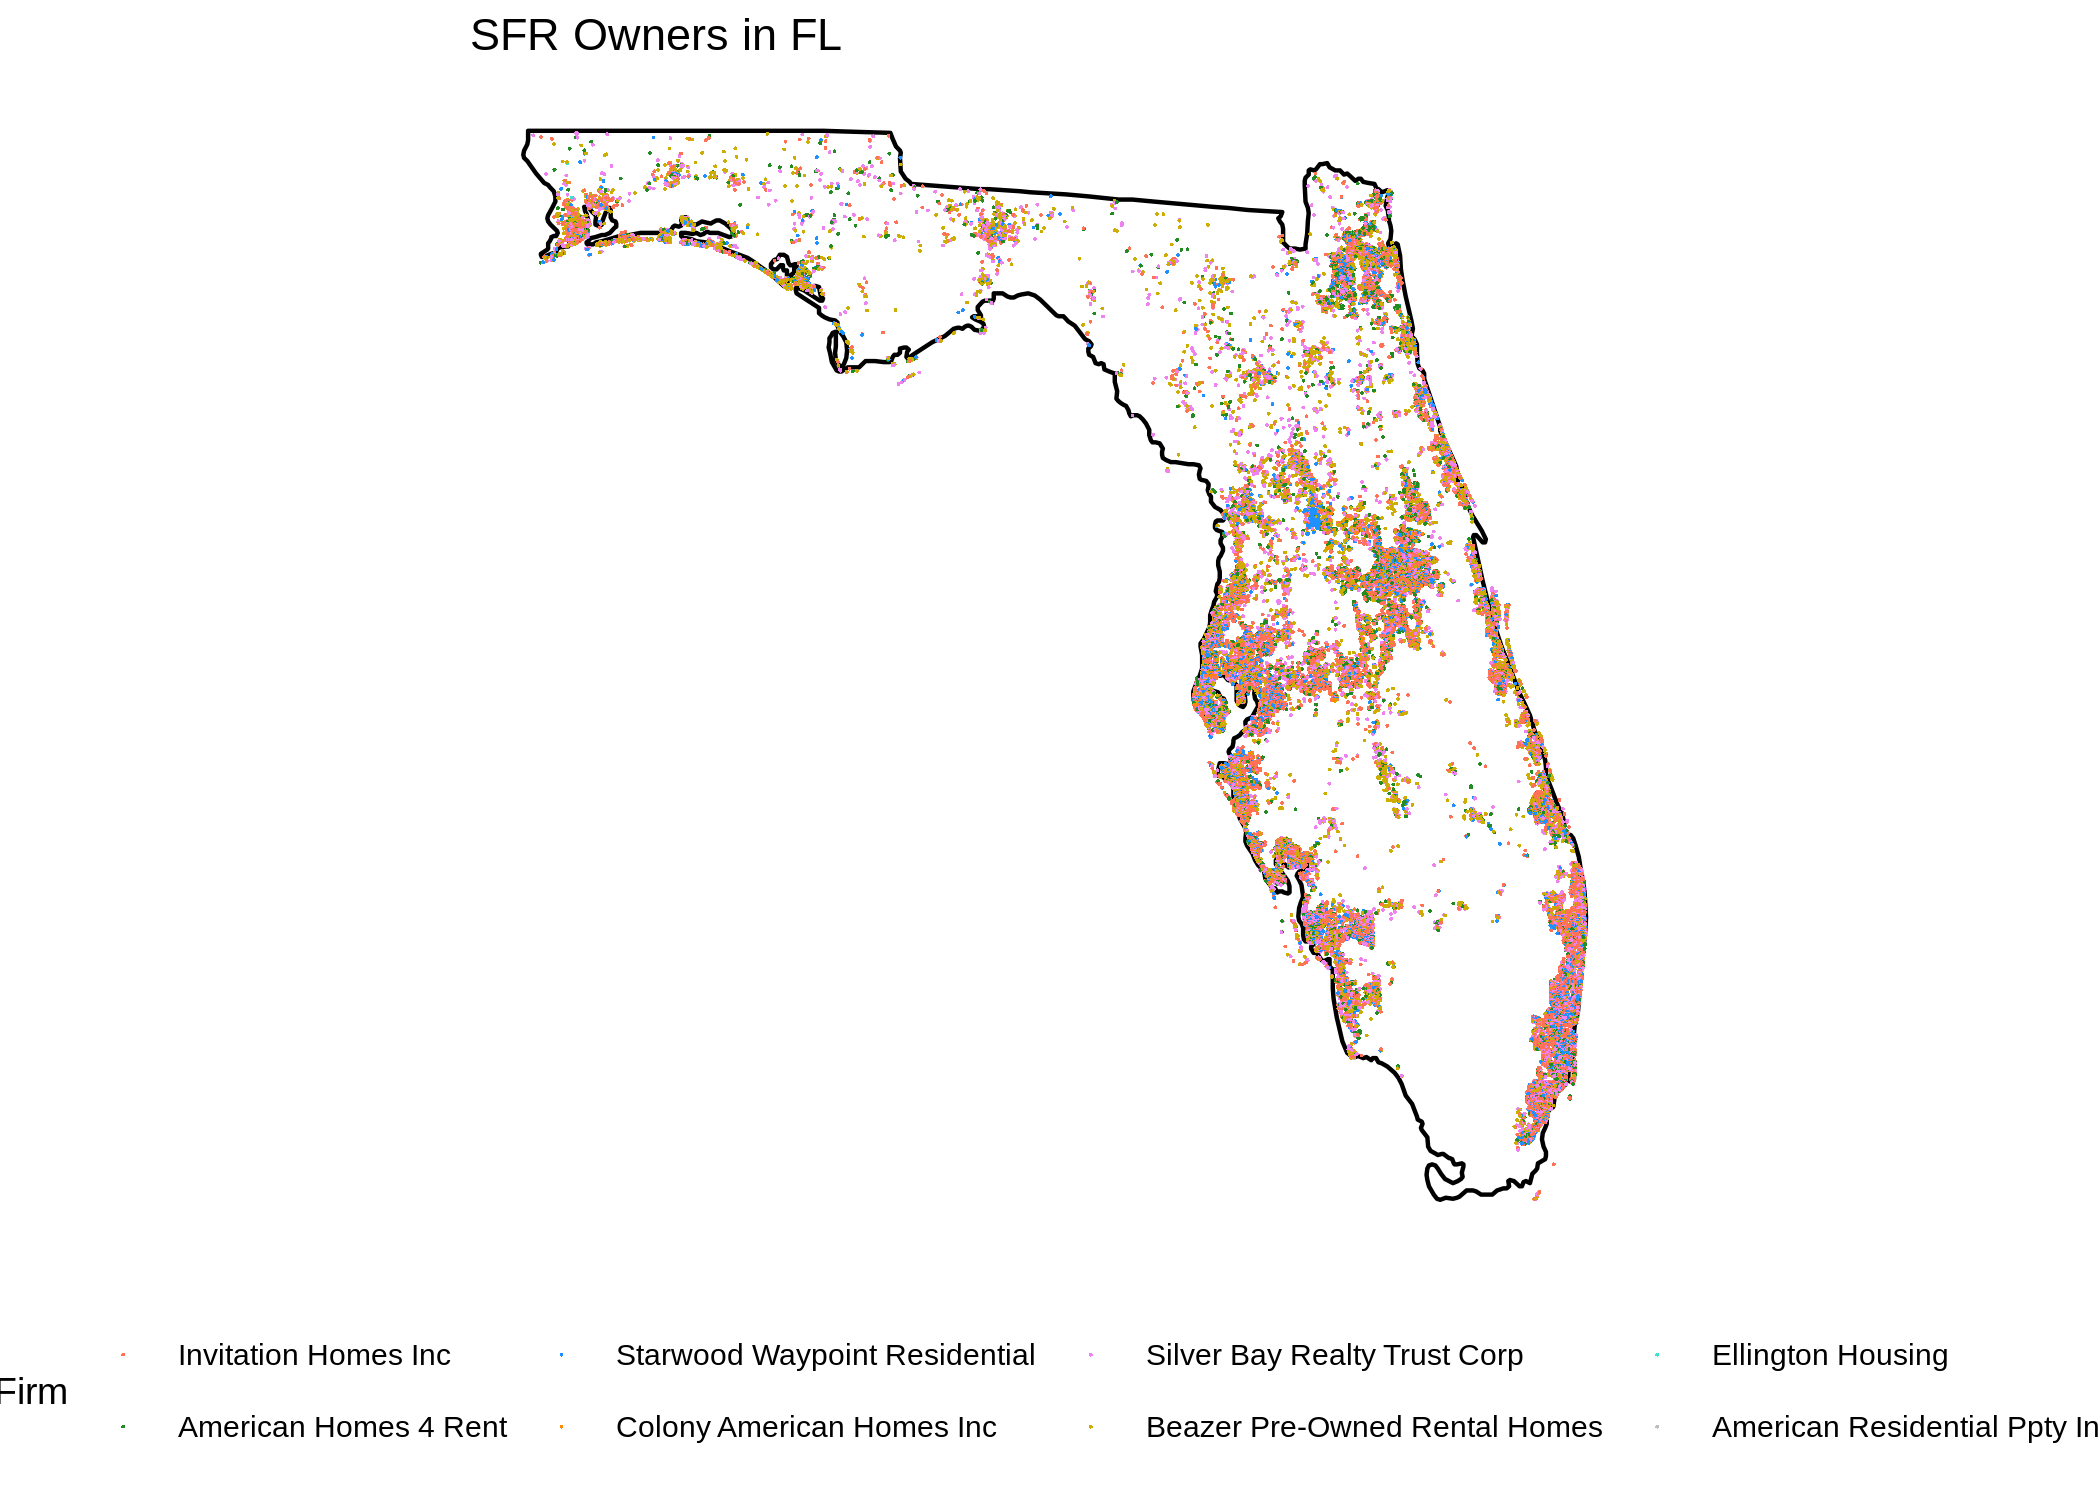 SFR Owners in FL
Firm
Invitation Homes Inc
Starwood Waypoint Residential
Silver Bay Realty Trust Corp
Ellington Housing
American Homes 4 Rent
Colony American Homes Inc
Beazer Pre-Owned Rental Homes
American Residential Ppty In